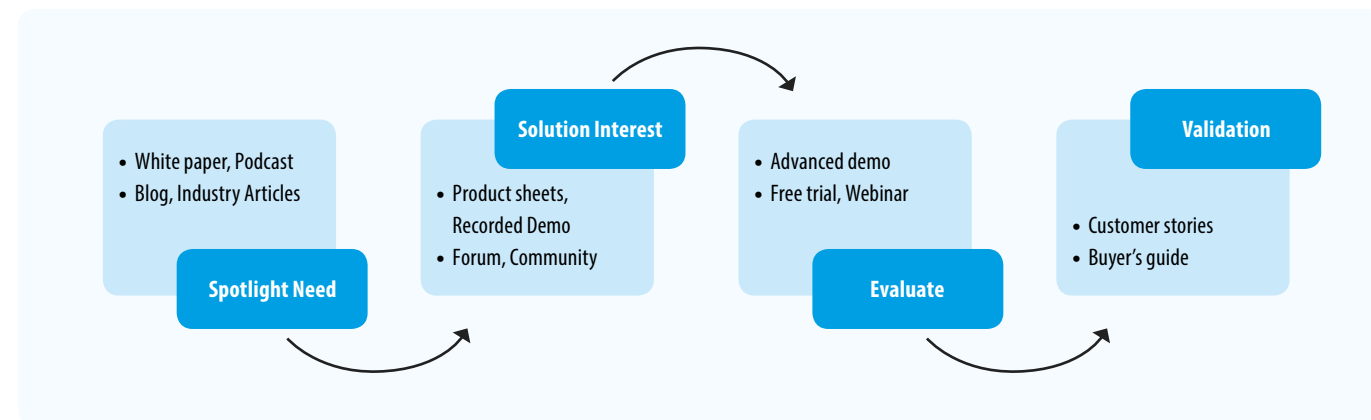 • White paper, Podcast
• Blog, Industry Articles
Spotlight Need
Solution Interest
• Product sheets,
Recorded Demo
• Forum, Community
• Advanced demo
• Free trial, Webinar
Evaluate
Validation
• Customer stories
• Buyer’s guide